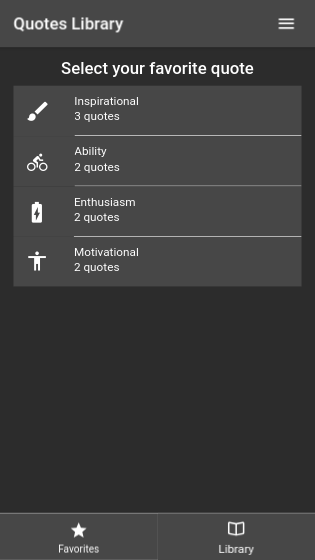 Quotes Library
Select your favorite quote
Inspirational
3 quotes
Ability
2 quotes
Enthusiasm
2 quotes
Motivational
2 quotes
Favorites
Library